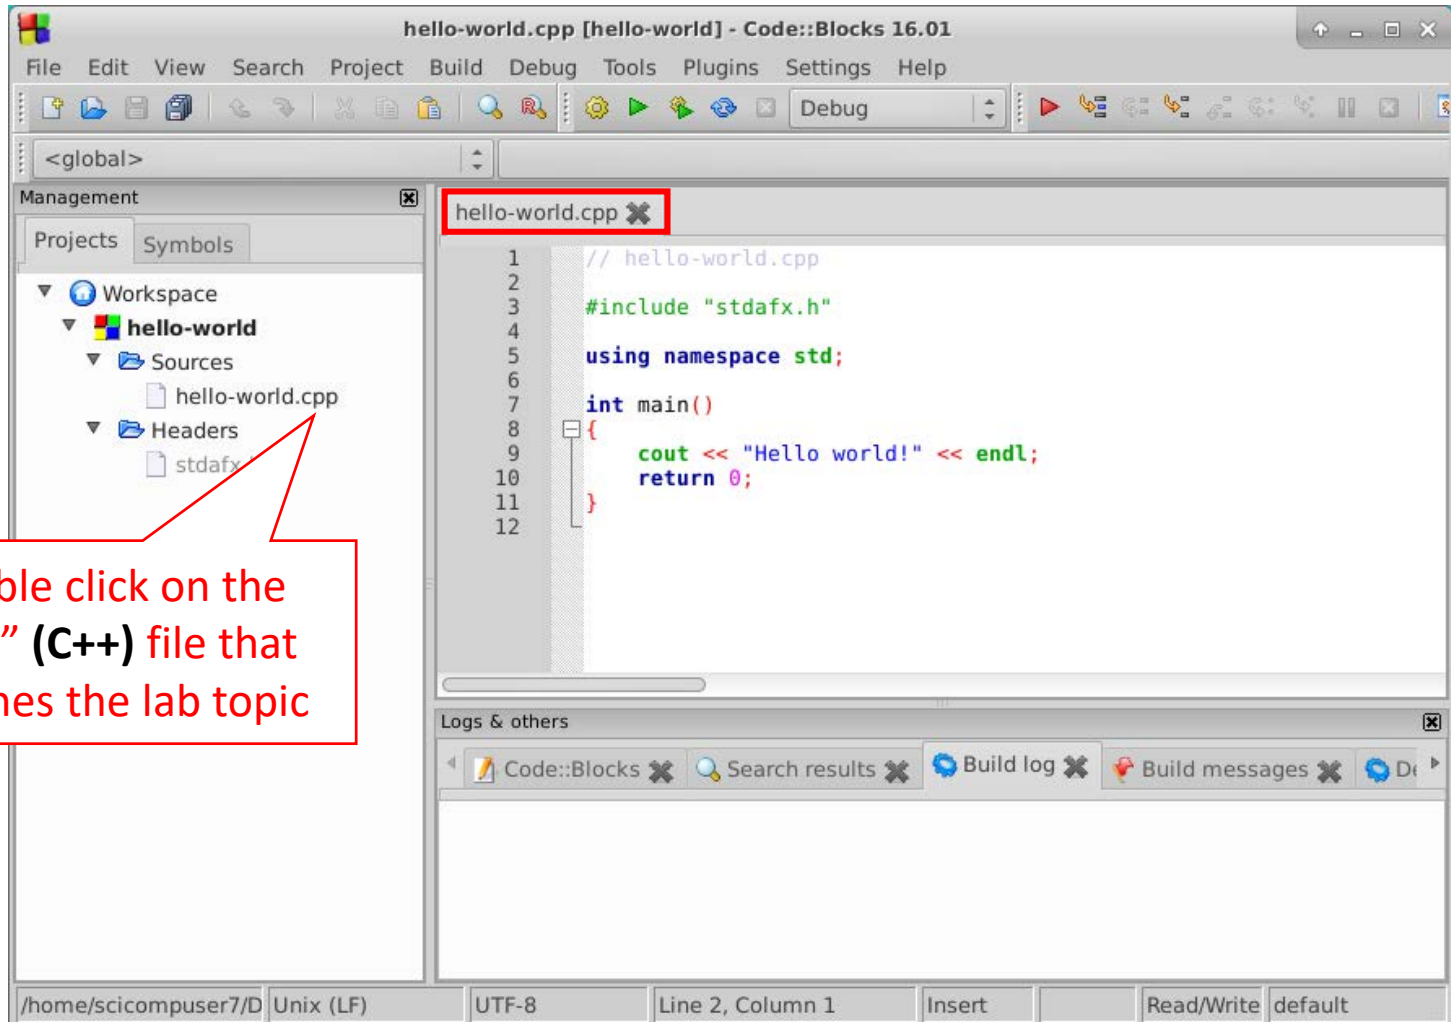 hello-world.cpp [hello-world] - Code::Blocks 16.01
File Edit View Search Project Build Debug Tools Plugins Settings Help
Debug
<global>
Management
Projects Symbols
Workspace
hello-world
Sources
hello-world.cpp
Headers
stdafx
ble click on the
” (C++) file that
nes the lab topic
hello-world.cpp
1 // hello-world.cpp
2
3 #include "stdafx.h"
4
5 using namespace std;
6
7 int main()
8 {
9 cout << "Hello world!" << endl;
10 return 0;
11 }
12
Logs & others
Code::Blocks Search results Build log Build messages De
/home/scicompuser7/D Unix (LF) UTF-8 Line 2, Column 1 Insert Read/Write default